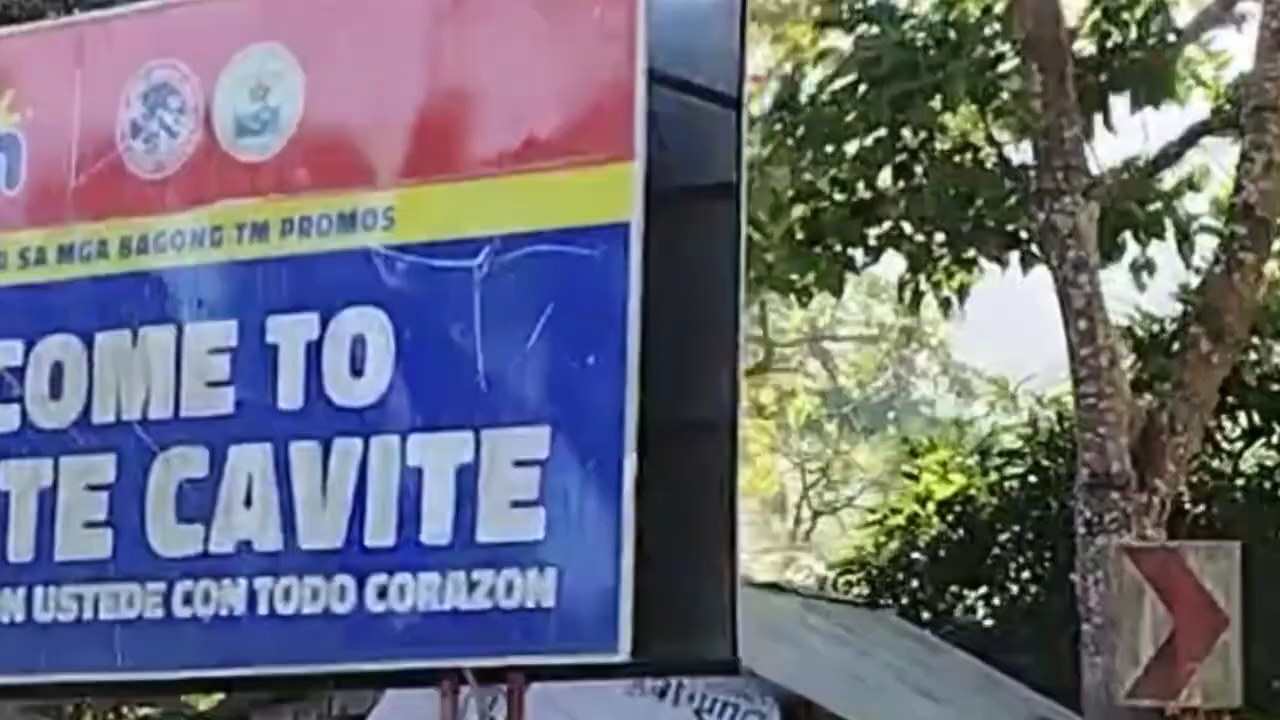 SA MGA BAGONG TM PROMOS
COME TO
TE CAVITE
N USTEDE CON TODO CORAZON